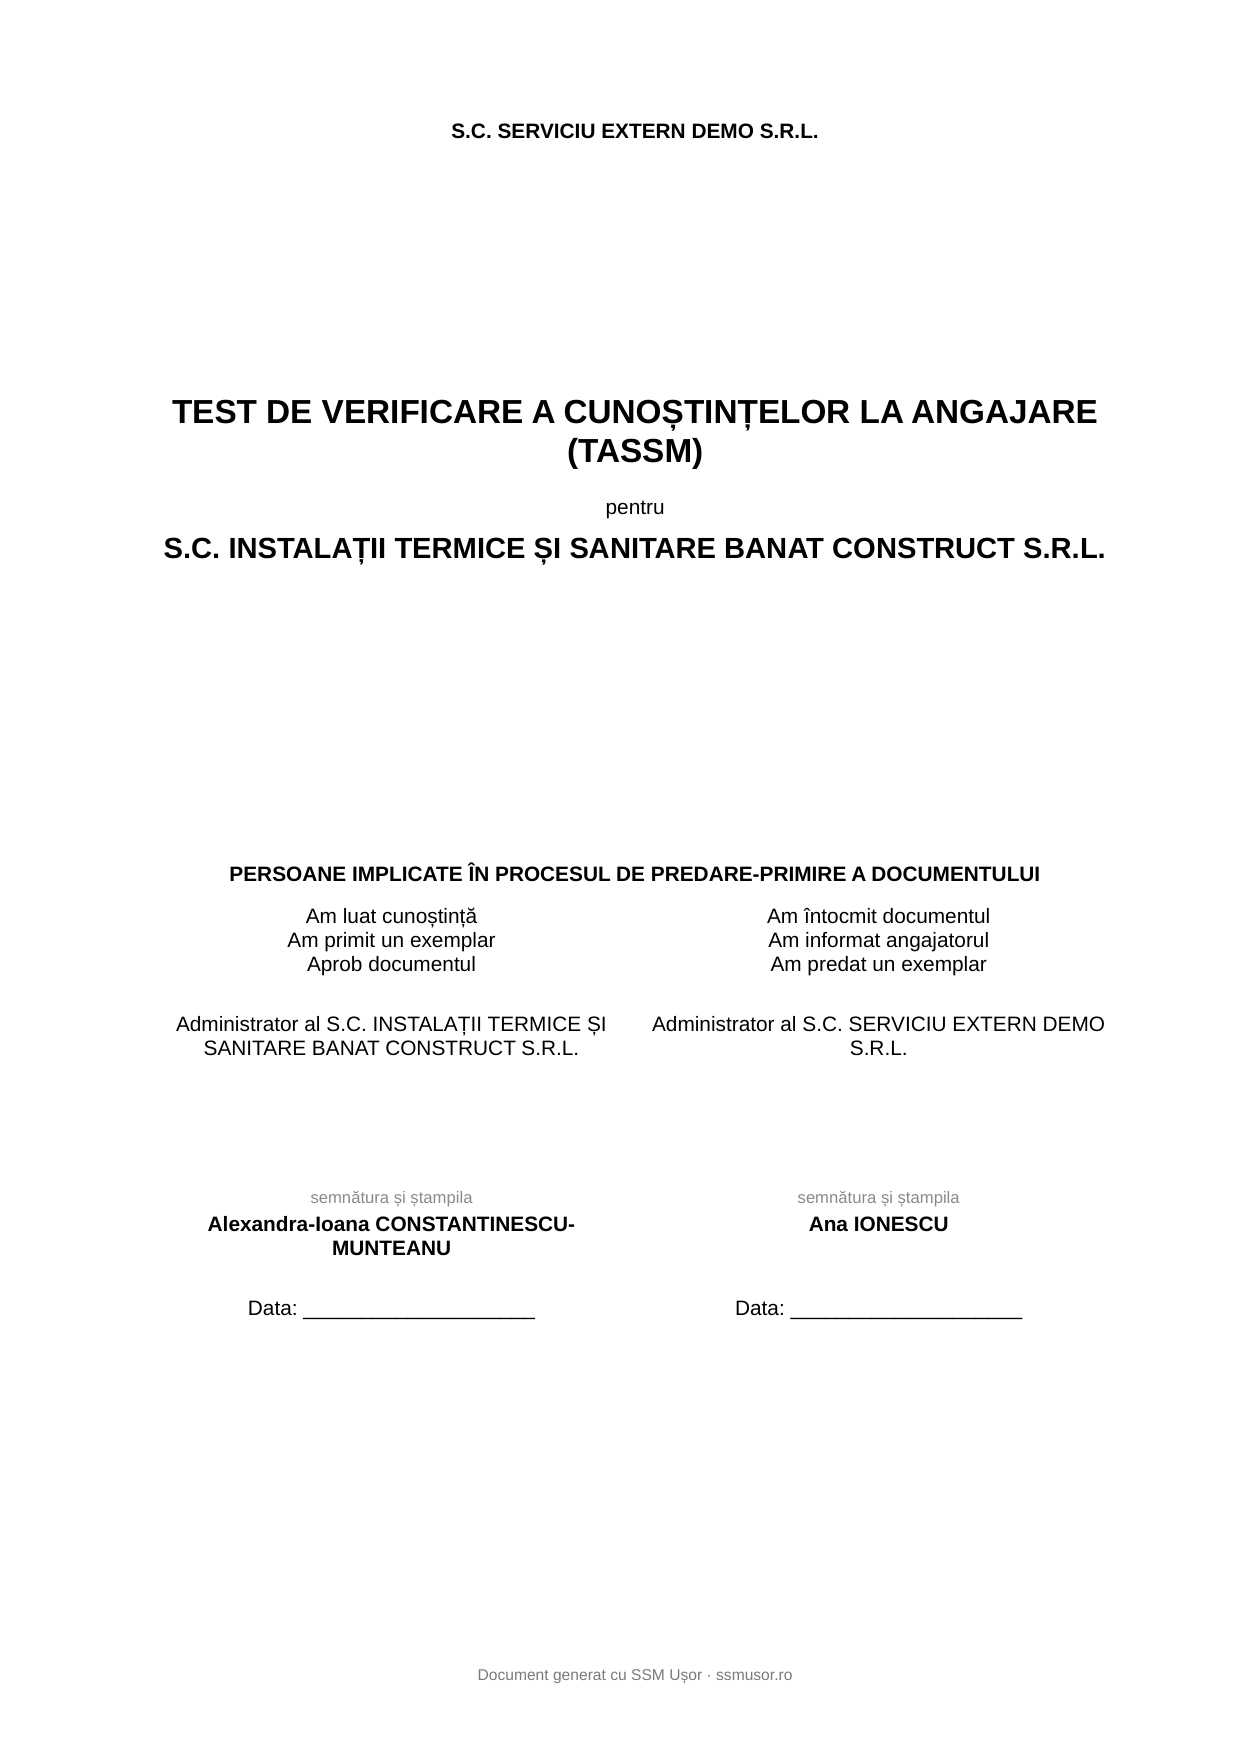 S.C. SERVICIU EXTERN DEMO S.R.L.
TEST DE VERIFICARE A CUNOȘTINȚELOR LA ANGAJARE
(TASSM)
pentru
S.C. INSTALAȚII TERMICE ȘI SANITARE BANAT CONSTRUCT S.R.L.
PERSOANE IMPLICATE ÎN PROCESUL DE PREDARE-PRIMIRE A DOCUMENTULUI
Am luat cunoștință
Am primit un exemplar
Aprob documentul
Administrator al S.C. INSTALAȚII TERMICE ȘI
SANITARE BANAT CONSTRUCT S.R.L.
semnătura și ștampila
Alexandra-Ioana CONSTANTINESCU-
MUNTEANU
Data: ____________________
Am întocmit documentul
Am informat angajatorul
Am predat un exemplar
Administrator al S.C. SERVICIU EXTERN DEMO
S.R.L.
semnătura și ștampila
Ana IONESCU
Data: ____________________
Document generat cu SSM Ușor · ssmusor.ro